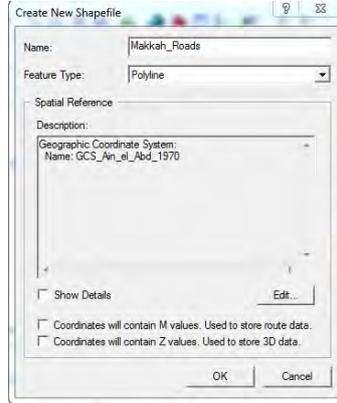 Create New Shapefile
Name: Makkah_Roads
Feature Type: Polyline
Spatial Reference
Description:
Geographic Coordinate System:
Name: GCS_Ain_el_Abd_1970
Show Details
Edit...
Coordinates will contain M values. Used to store route data.
Coordinates will contain Z values. Used to store 3D data.
OK Cancel